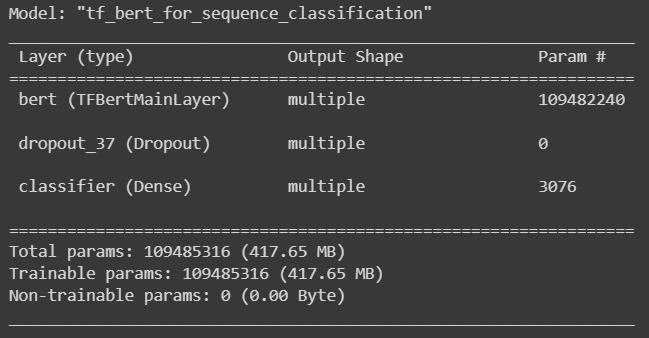 Model: "tf_bert_for_sequence_classification"
_________________________________________________________________
Layer (type) Output Shape Param #
=================================================================
bert (TFBertMainLayer) multiple 109482240
dropout_37 (Dropout) multiple 0
classifier (Dense) multiple 3076
=================================================================
Total params: 109485316 (417.65 MB)
Trainable params: 109485316 (417.65 MB)
Non-trainable params: 0 (0.00 Byte)
_________________________________________________________________